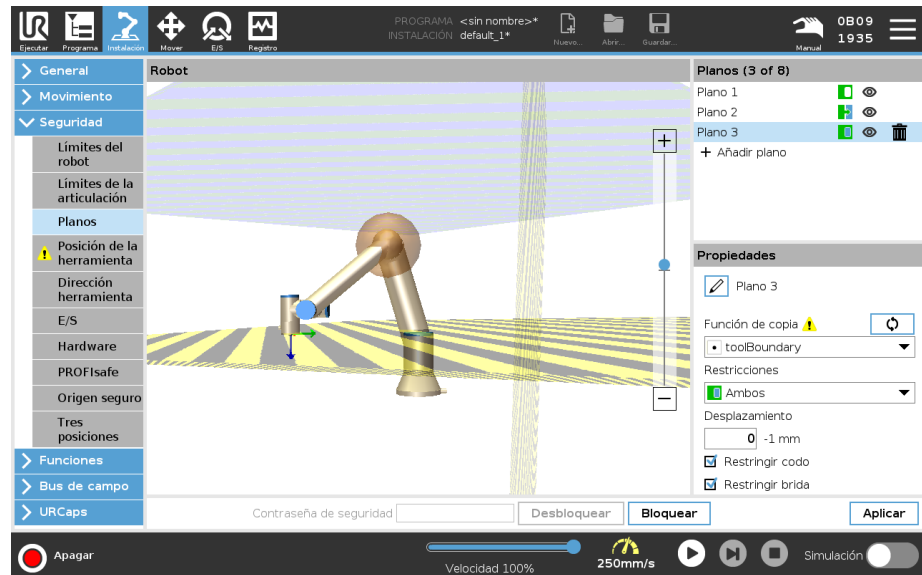 UR
PROGRAMA <sin nombre>*
INSTALACIÓN default_1*
0B09
1935
Ejecutar Programa Instalación Mover E/S Registro Nuevo... Abrir... Guardar... Manual
General
Movimiento
Seguridad
Límites del
robot
Límites de la
articulación
Planos
Posición de la
herramienta
Dirección
herramienta
E/S
Hardware
PROFIsafe
Origen seguro
Tres
posiciones
Funciones
Bus de campo
URCaps
Robot
+
−
Planos (3 of 8)
Plano 1
Plano 2
Plano 3
+ Añadir plano
Propiedades
Plano 3
Función de copia
toolBoundary
Restricciones
Ambos
Desplazamiento
0 -1 mm
Restringir codo
Restringir brida
Contraseña de seguridad Desbloquear Bloquear Aplicar
Apagar
Velocidad 100%
250mm/s
Simulación